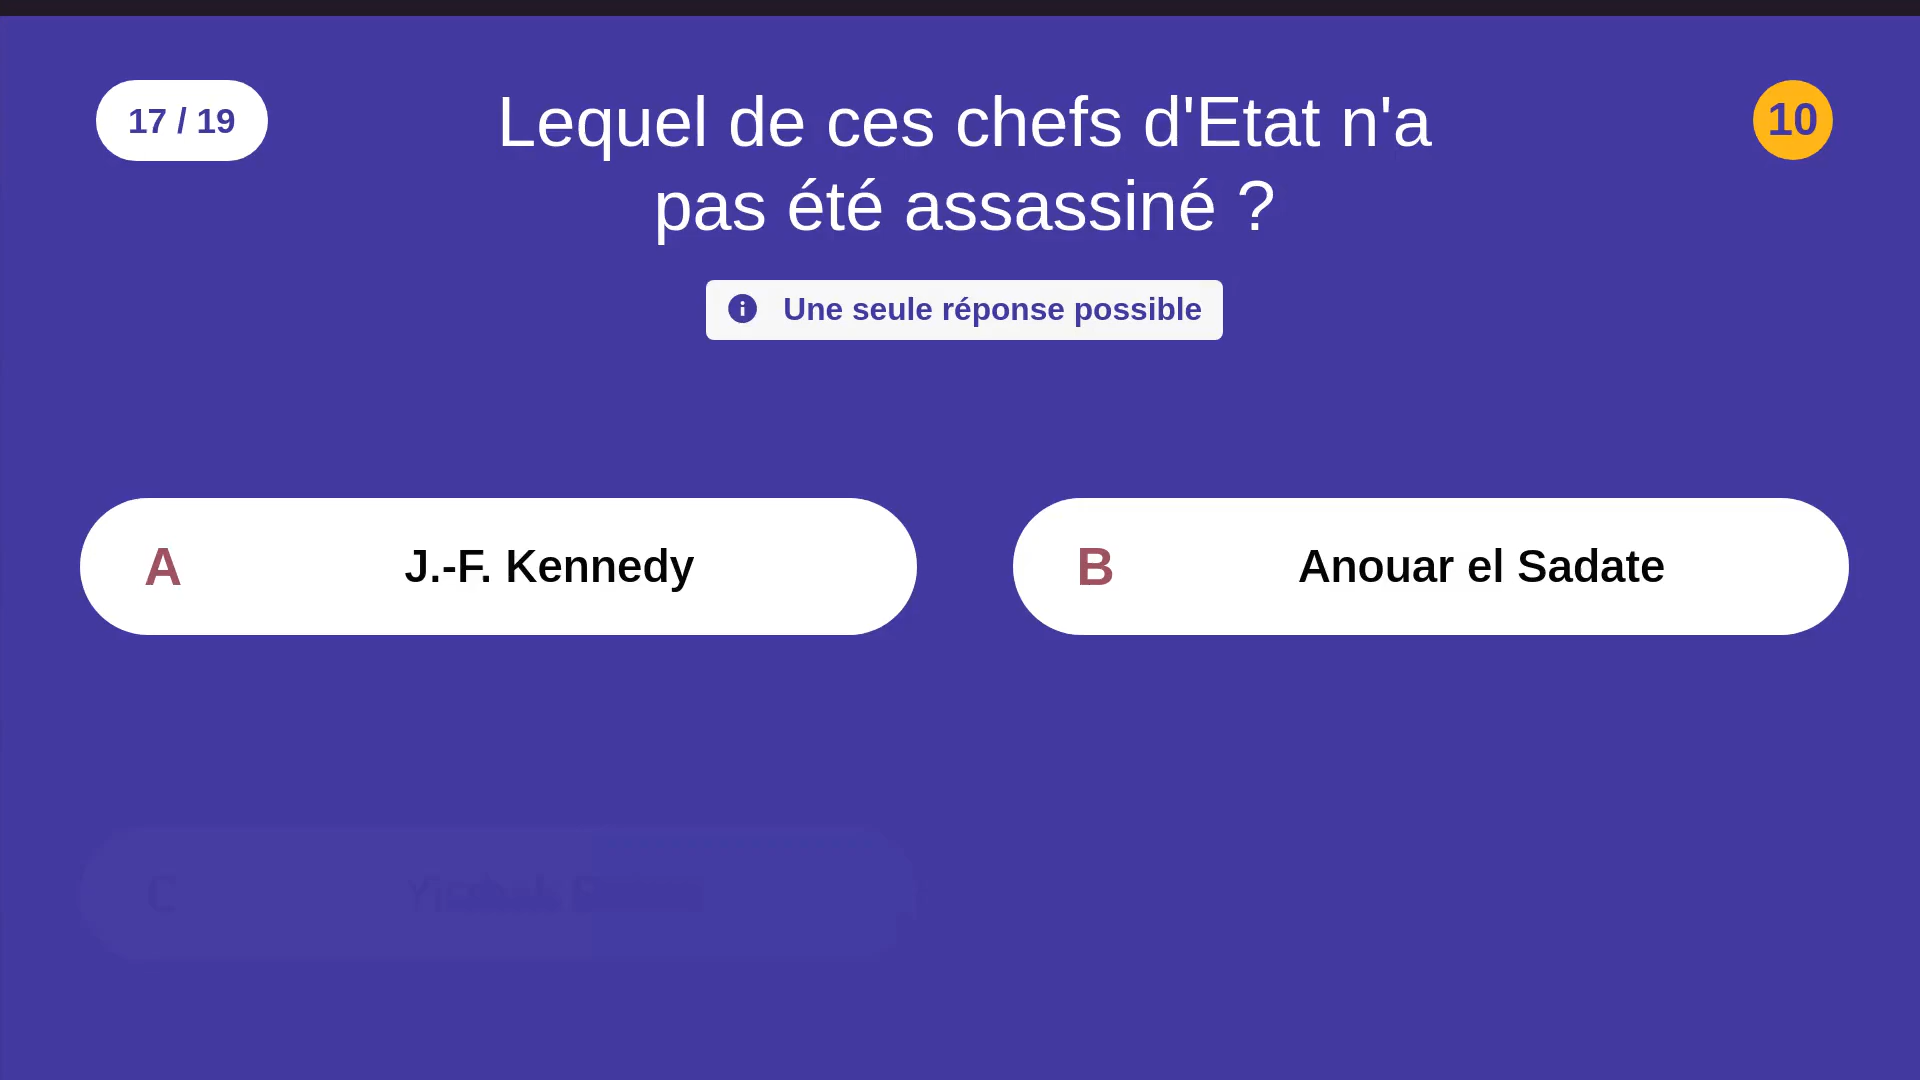 17 / 19
Lequel de ces chefs d'Etat n'a
pas été assassiné ?
10
Une seule réponse possible
A
J.-F. Kennedy
B
Anouar el Sadate
C